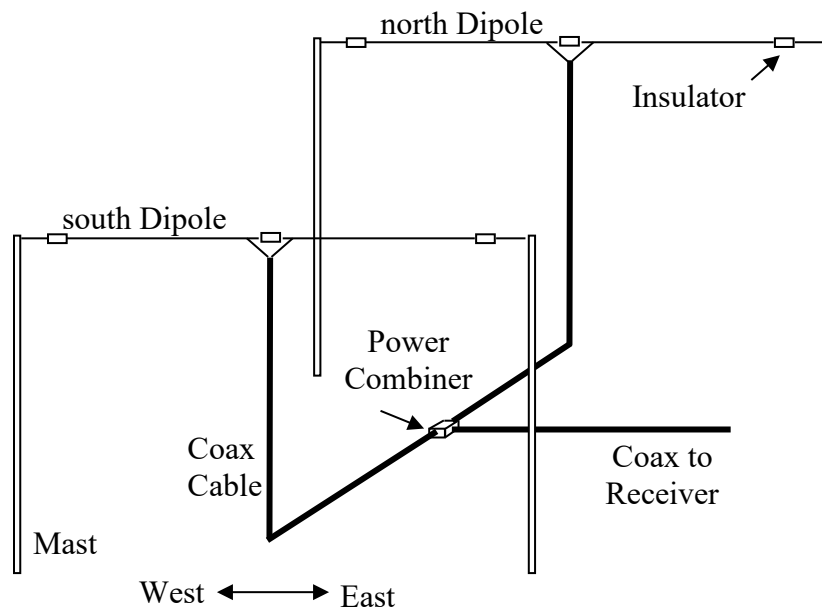 north Dipole
Insulator
south Dipole
Power
Combiner
Coax
Cable
Coax to
Receiver
Mast
West
East